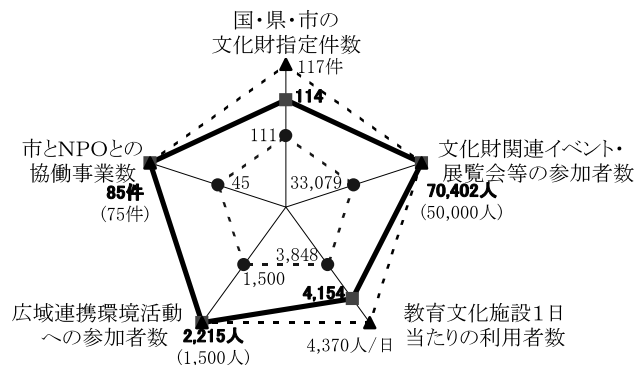 国・県・市の
文化財指定件数
117件
114
111
市とNPOとの
協働事業数
85件
(75件)
45
33,079
文化財関連イベント・
展覧会等の参加者数
70,402人
(50,000人)
3,848
1,500
4,154
広域連携環境活動
への参加者数
2,215人
(1,500人)
教育文化施設1日
当たりの利用者数
4,370人/日